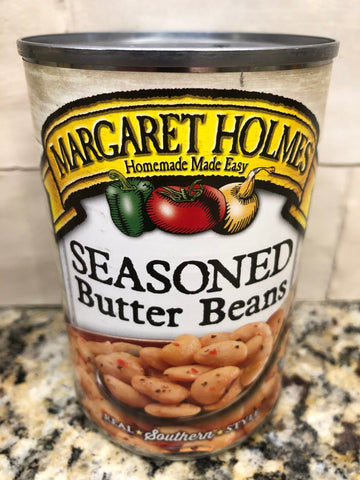 MARGARET HOLMES
Homemade Made Easy
SEASONED
Butter Beans
REAL ★ Southern ★ STYLE